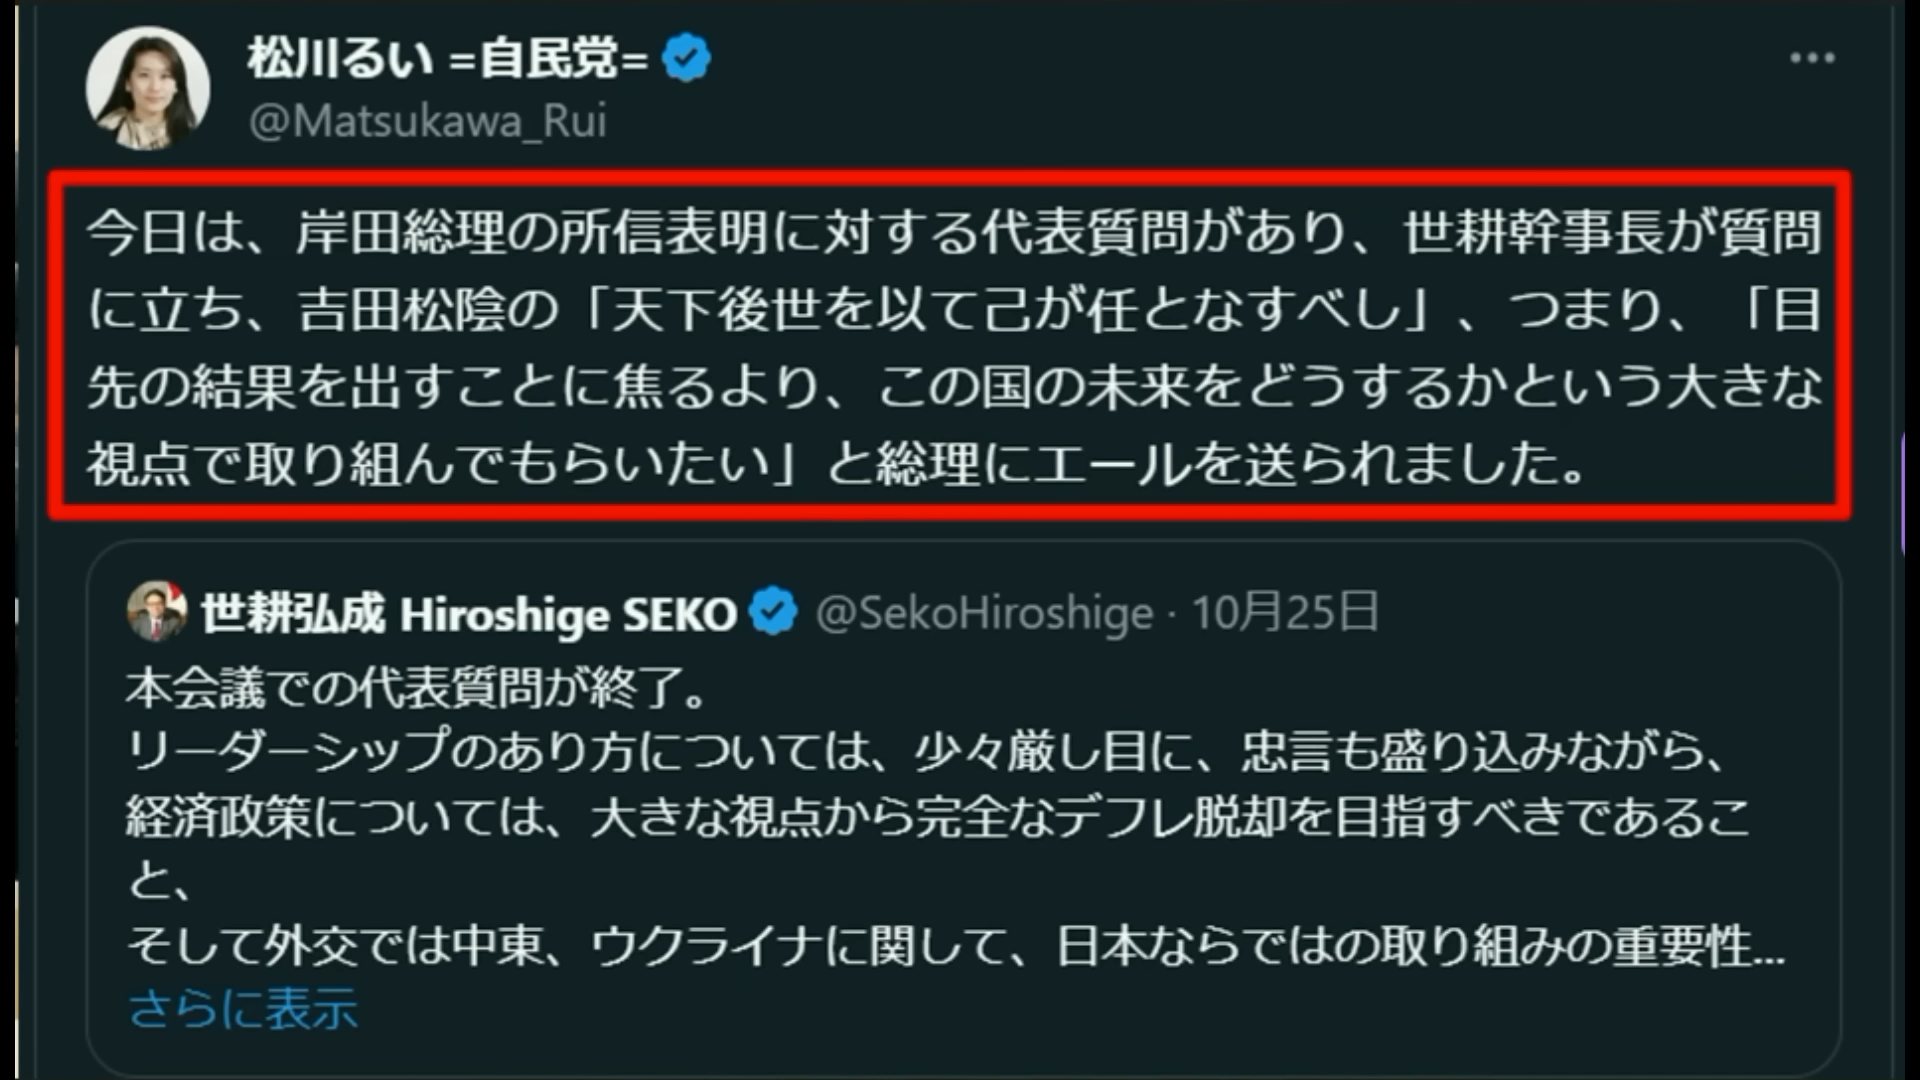 松川るい =自民党=
@Matsukawa_Rui
今日は、岸田総理の所信表明に対する代表質問があり、世耕幹事長が質問
に立ち、吉田松陰の「天下後世を以て己が任となすべし」、つまり、「目
先の結果を出すことに焦るより、この国の未来をどうするかという大きな
視点で取り組んでもらいたい」と総理にエールを送られました。
世耕弘成 Hiroshige SEKO @SekoHiroshige · 10月25日
本会議での代表質問が終了。
リーダーシップのあり方については、少々厳し目に、忠言も盛り込みながら、
経済政策については、大きな視点から完全なデフレ脱却を目指すべきであるこ
と、
そして外交では中東、ウクライナに関して、日本ならではの取り組みの重要性...
さらに表示